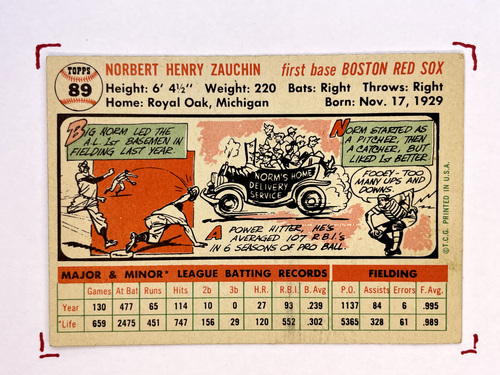 TOPPS
89
NORBERT HENRY ZAUCHIN first base BOSTON RED SOX
Height: 6' 4½" Weight: 220 Bats: Right Throws: Right
Home: Royal Oak, Michigan Born: Nov. 17, 1929
BIG NORM LED THE
A.L. 1ST BASEMEN IN
FIELDING LAST YEAR.
NORM'S HOME
DELIVERY
SERVICE
A POWER HITTER, HE'S
AVERAGED 107 R.B.I.'S
IN 6 SEASONS OF PRO BALL.
NORM STARTED AS
A PITCHER, THEN
A CATCHER, BUT
LIKED 1ST BETTER
FOOEY - TOO
MANY UPS AND
DOWNS.
©T.C.G. PRINTED IN U.S.A.
MAJOR & MINOR* LEAGUE BATTING RECORDS FIELDING
Games At Bat Runs Hits 2b 3b H.R. R.B.I. B. Avg P.O. Assists Errors F. Avg.
Year 130 477 65 114 10 0 27 93 .239 1137 84 6 .995
*Life 659 2475 451 747 156 29 120 552 .302 5365 328 61 .989